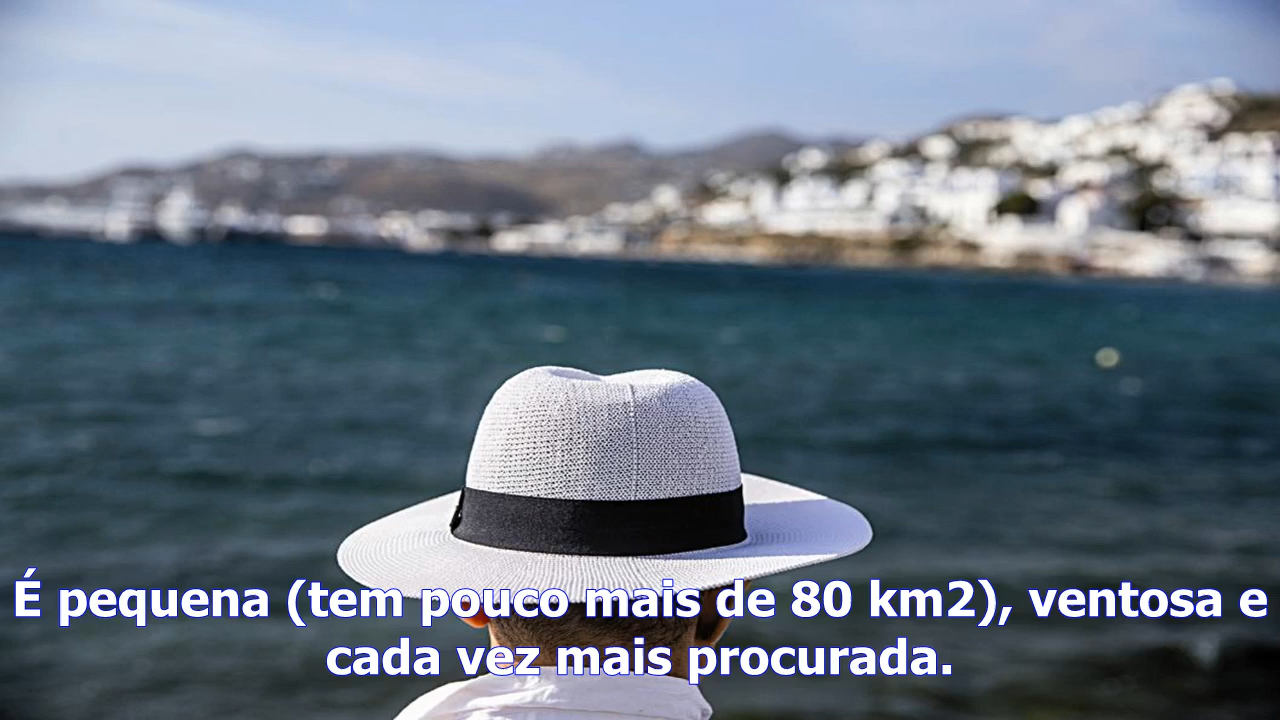 É pequena (tem pouco mais de 80 km2), ventosa e
cada vez mais procurada.